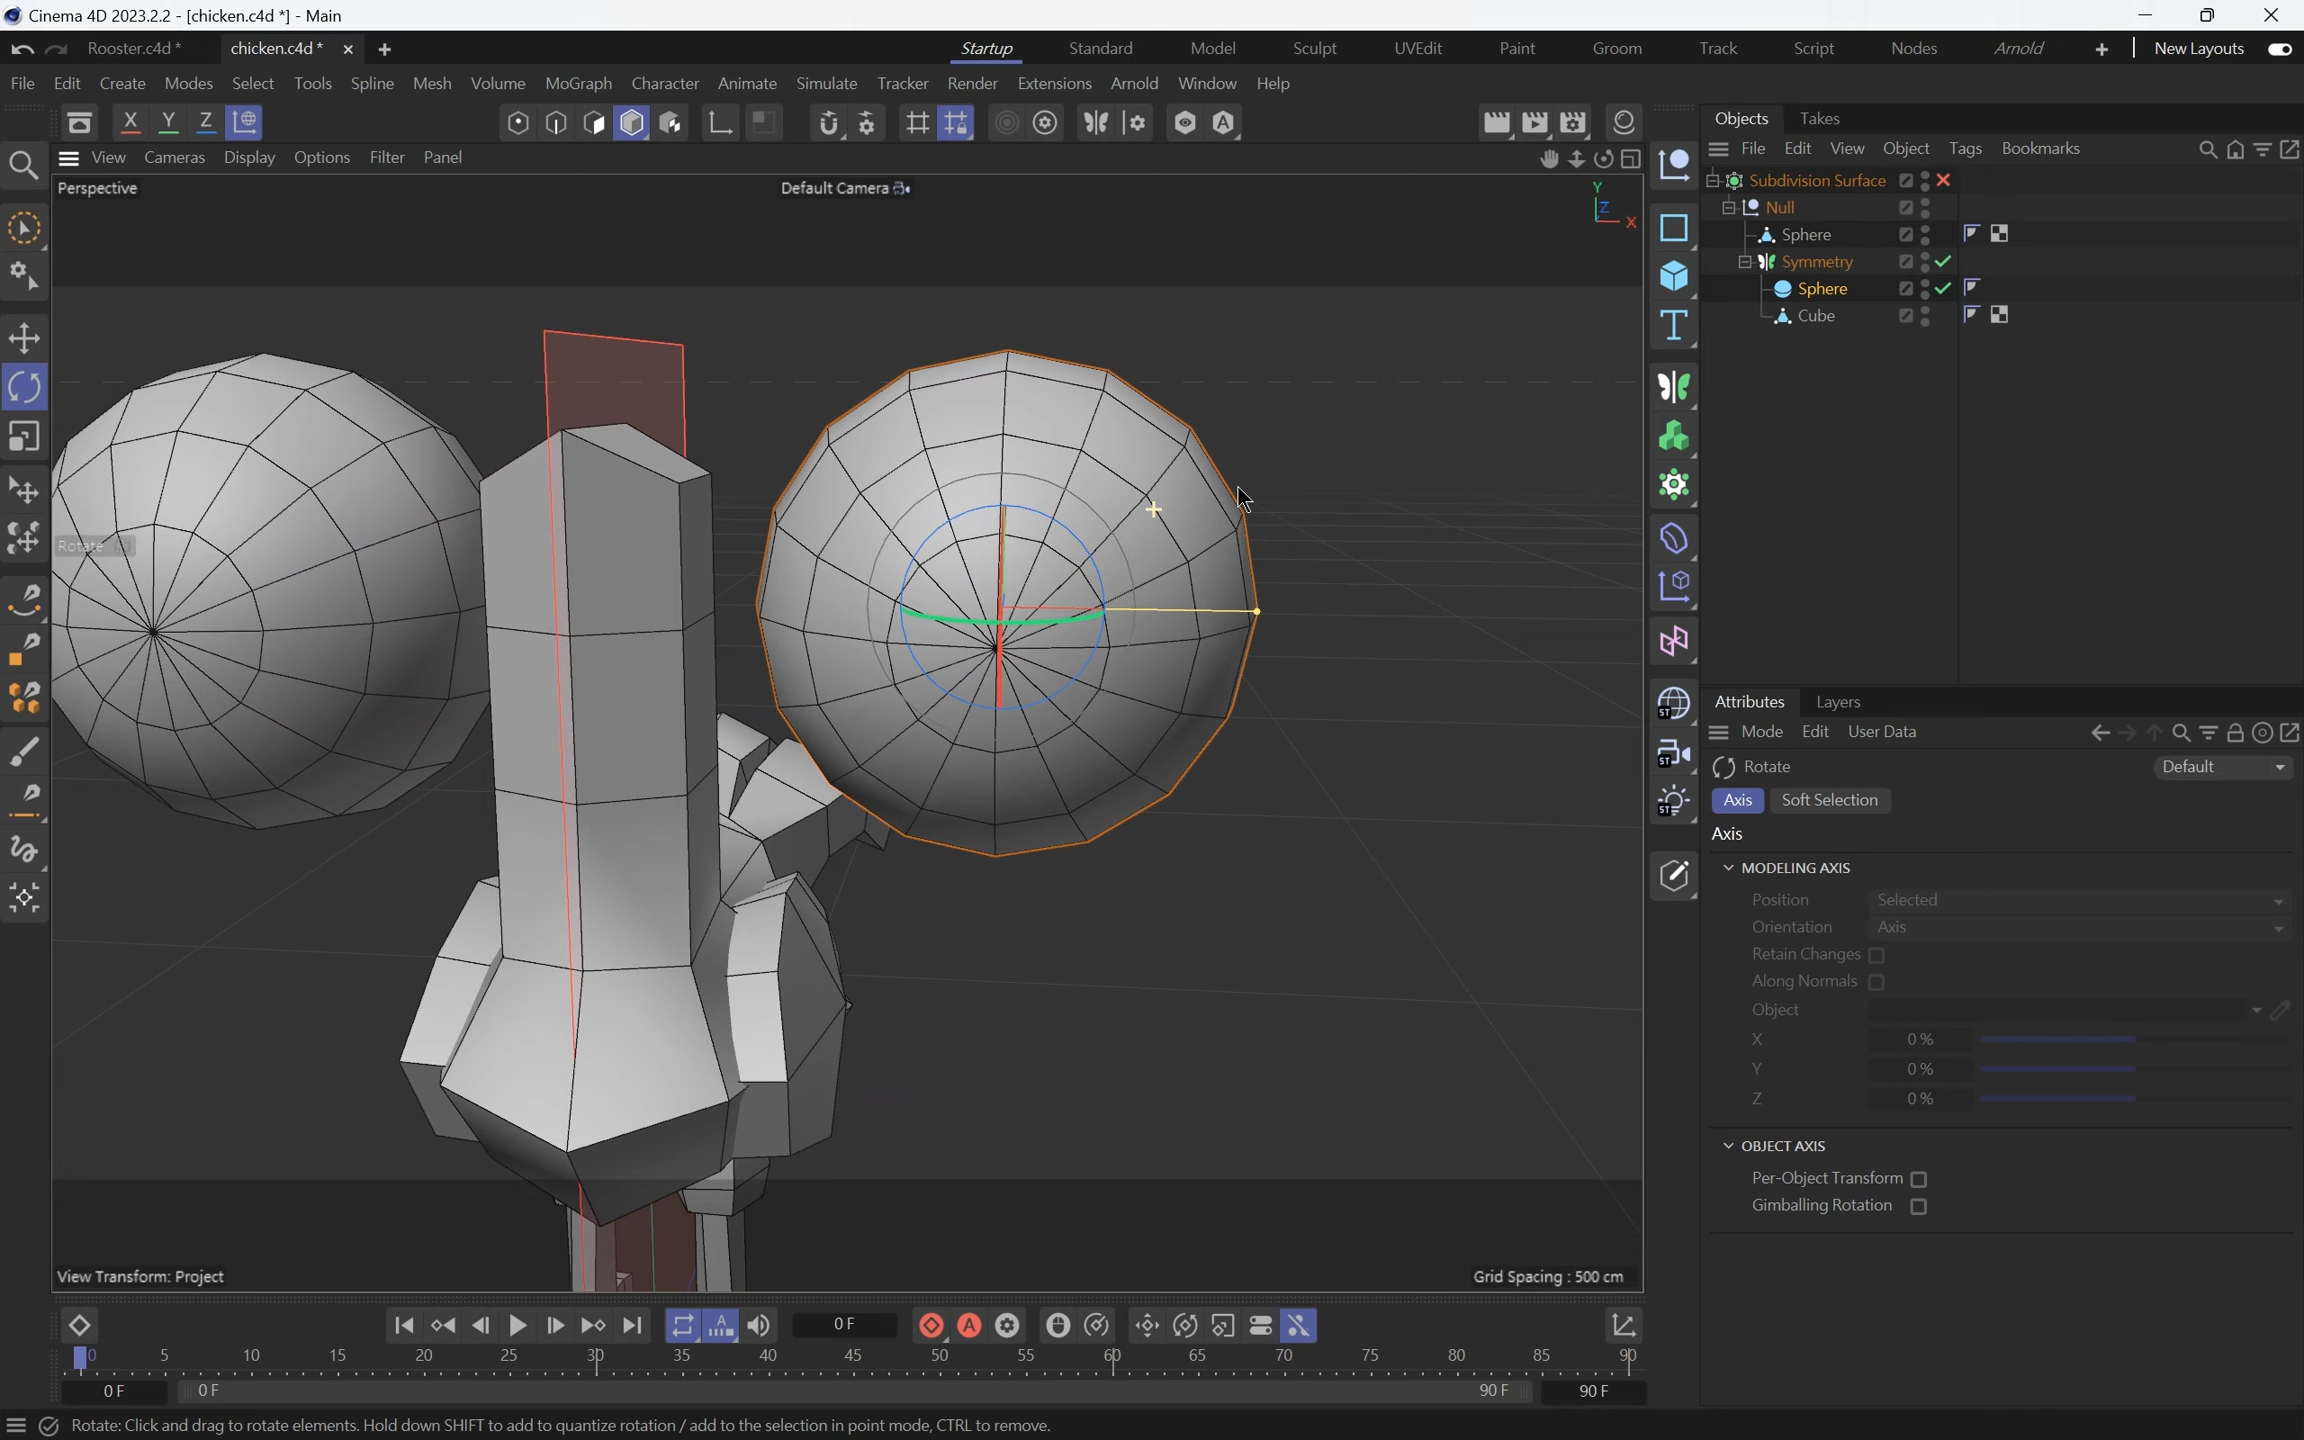 Cinema 4D 2023.2.2 - [chicken.c4d *] - Main
Rooster.c4d * chicken.c4d * Startup Standard Model Sculpt UVEdit Paint Groom Track Script Nodes Arnold New Layouts
File Edit Create Modes Select Tools Spline Mesh Volume MoGraph Character Animate Simulate Tracker Render Extensions Arnold Window Help
X Y Z
Objects Takes
View Cameras Display Options Filter Panel
File Edit View Object Tags Bookmarks
Perspective
Default Camera
Y
Z
X
Subdivision Surface
Null
Sphere
Symmetry
Sphere
Cube
Rotate
Attributes Layers
Mode Edit User Data
Rotate
Default
Axis Soft Selection
Axis
MODELING AXIS
Position Selected
Orientation Axis
Retain Changes
Along Normals
Object
X 0 %
Y 0 %
Z 0 %
OBJECT AXIS
Per-Object Transform
Gimballing Rotation
ST
ST
ST
View Transform: Project
Grid Spacing : 500 cm
0 F
0 5 10 15 20 25 30 35 40 45 50 55 60 65 70 75 80 85 90
0 F 0 F 90 F 90 F
Rotate: Click and drag to rotate elements. Hold down SHIFT to add to quantize rotation / add to the selection in point mode, CTRL to remove.